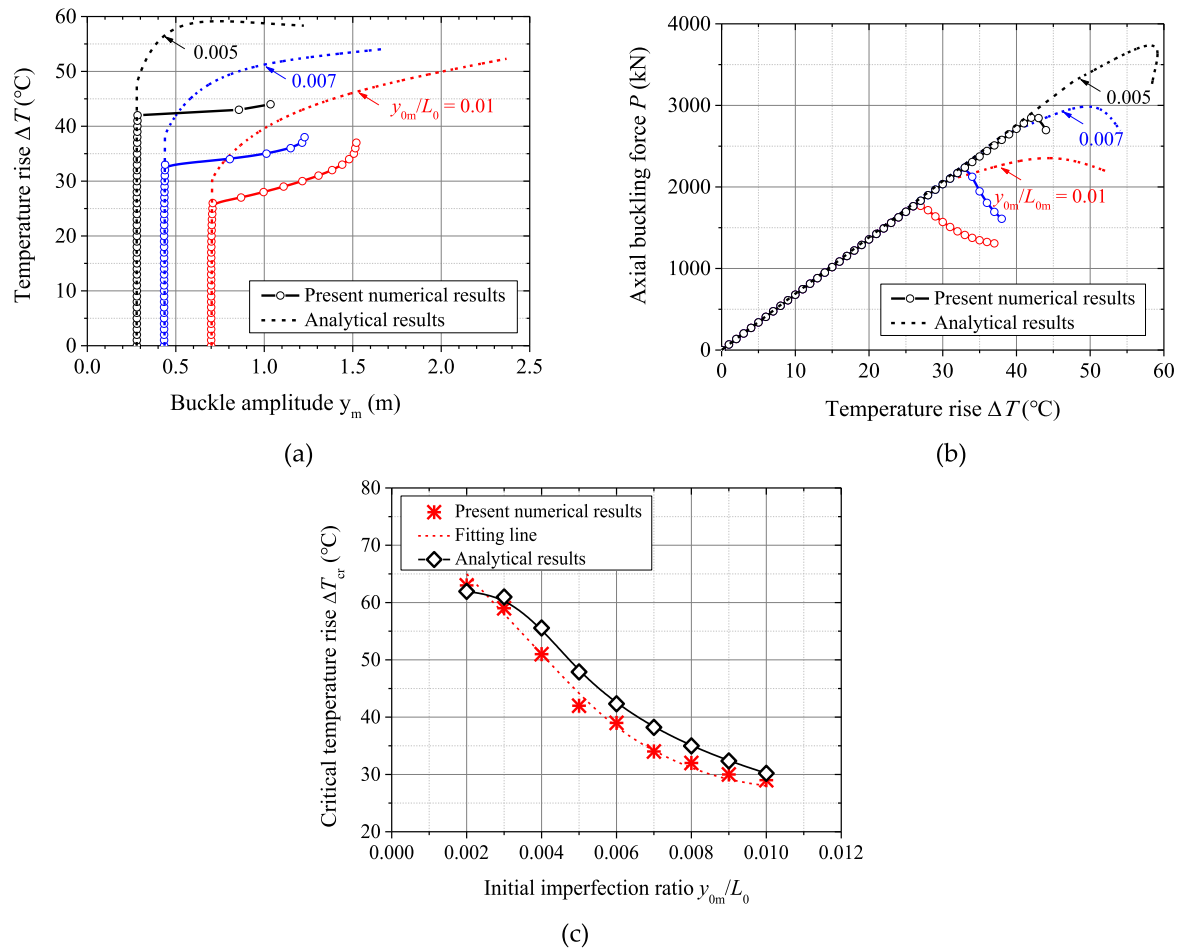 60
50
40
30
20
10
0
Temperature rise ΔT (°C)
0.005
0.007
y0m/L0 = 0.01
Present numerical results
Analytical results
0.0 0.5 1.0 1.5 2.0 2.5
Buckle amplitude ym (m)
(a)
4000
3000
2000
1000
0
Axial buckling force P (kN)
0.005
0.007
y0m/L0m = 0.01
Present numerical results
Analytical results
0 10 20 30 40 50 60
Temperature rise ΔT (°C)
(b)
80
70
60
50
40
30
20
Critical temperature rise ΔTcr (°C)
Present numerical results
Fitting line
Analytical results
0.000 0.002 0.004 0.006 0.008 0.010 0.012
Initial imperfection ratio y0m/L0
(c)